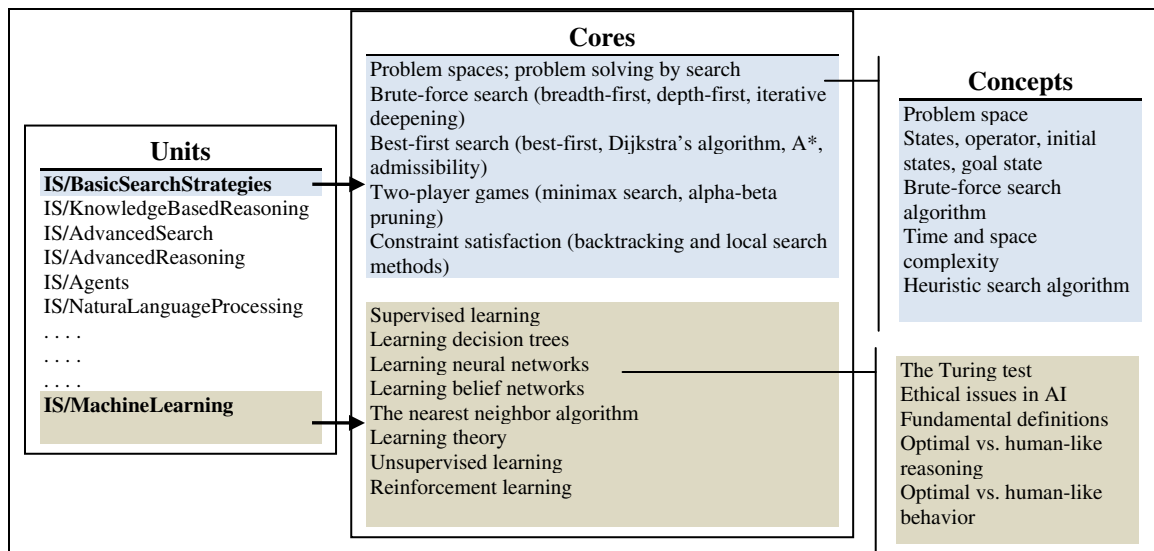 Units
IS/BasicSearchStrategies
IS/KnowledgeBasedReasoning
IS/AdvancedSearch
IS/AdvancedReasoning
IS/Agents
IS/NaturaLanguageProcessing
. . . .
. . . .
. . . .
IS/MachineLearning
Cores
Problem spaces; problem solving by search
Brute-force search (breadth-first, depth-first, iterative
deepening)
Best-first search (best-first, Dijkstra’s algorithm, A*,
admissibility)
Two-player games (minimax search, alpha-beta
pruning)
Constraint satisfaction (backtracking and local search
methods)
Supervised learning
Learning decision trees
Learning neural networks
Learning belief networks
The nearest neighbor algorithm
Learning theory
Unsupervised learning
Reinforcement learning
Concepts
Problem space
States, operator, initial
states, goal state
Brute-force search
algorithm
Time and space
complexity
Heuristic search algorithm
The Turing test
Ethical issues in AI
Fundamental definitions
Optimal vs. human-like
reasoning
Optimal vs. human-like
behavior